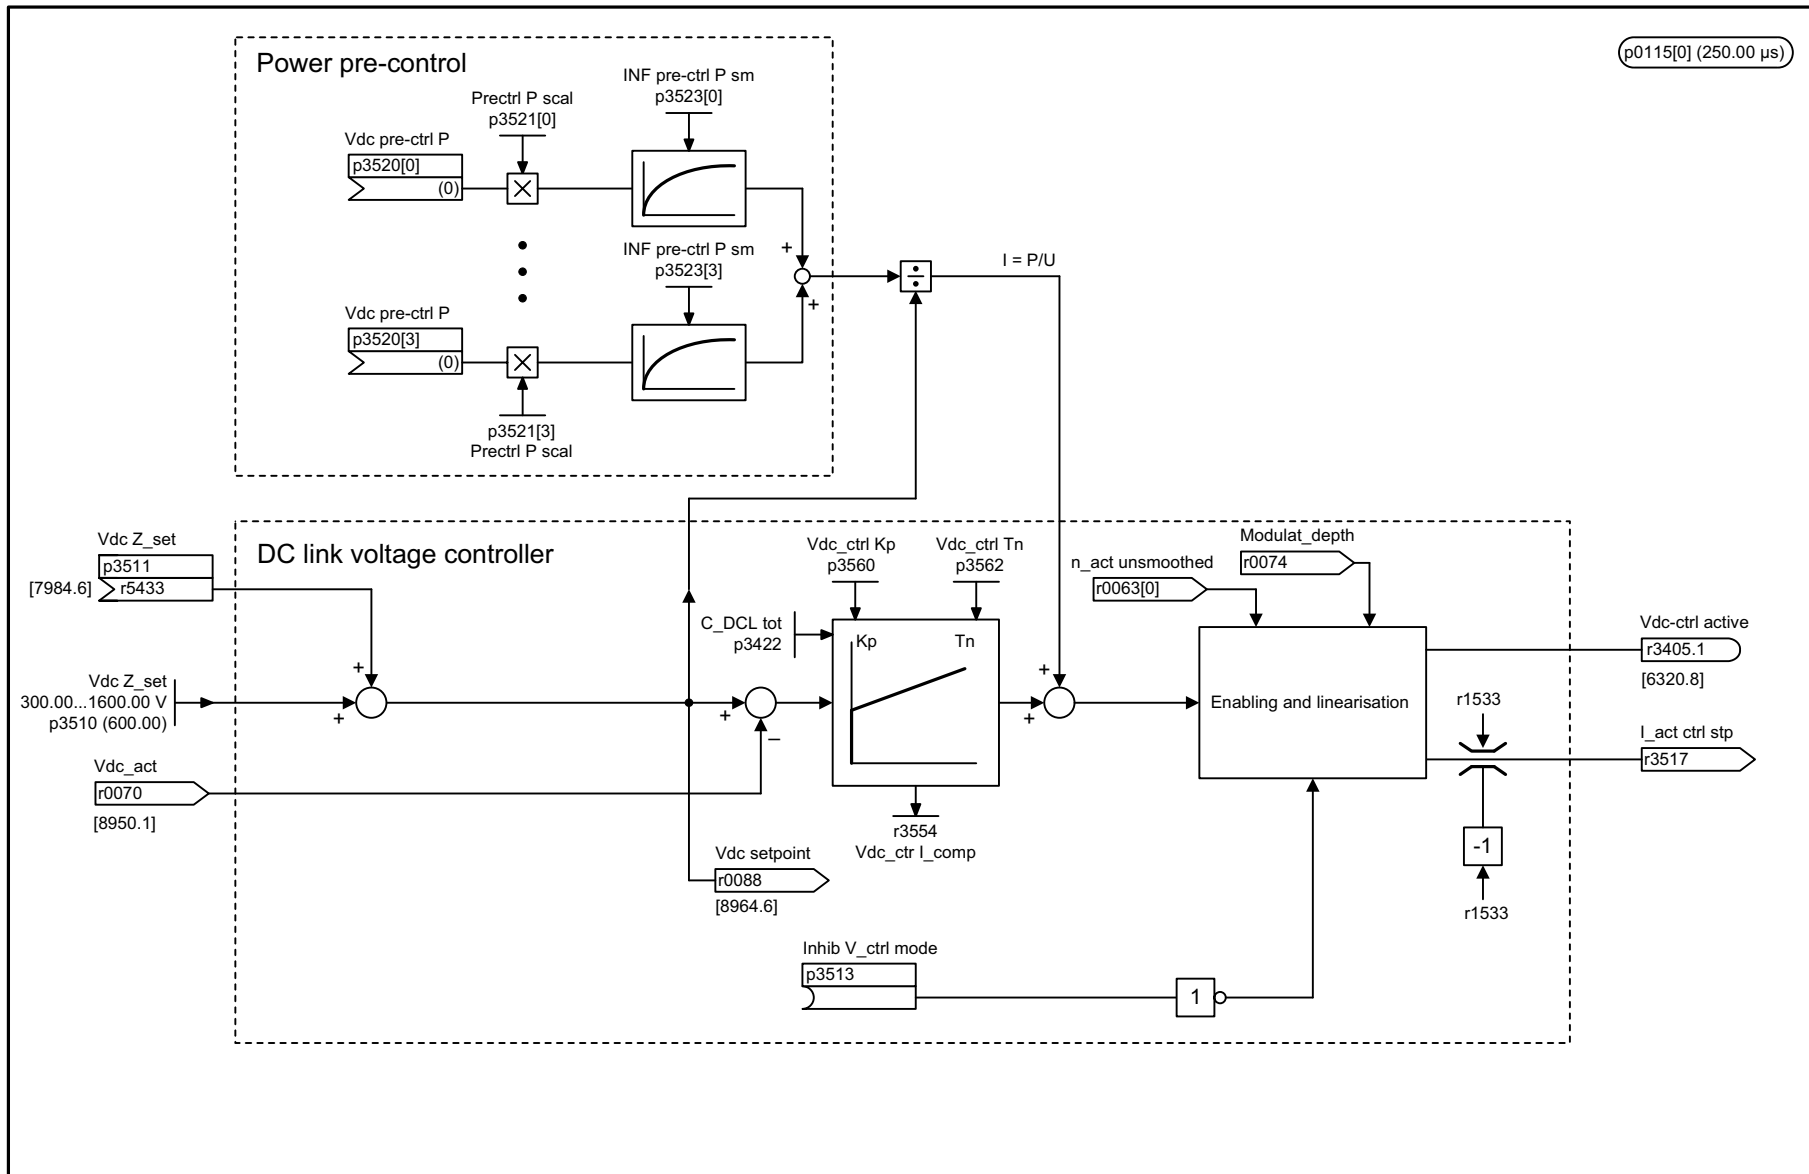 p0115[0] (250.00 µs)
Power pre-control
INF pre-ctrl P sm
p3523[0]
Prectrl P scal
p3521[0]
Vdc pre-ctrl P
p3520[0]
(0)
+
INF pre-ctrl P sm
p3523[3]
I = P/U
÷
+
Vdc pre-ctrl P
p3520[3]
(0)
p3521[3]
Prectrl P scal
DC link voltage controller
Vdc Z_set
p3511
r5433
[7984.6]
Vdc_ctrl Kp
p3560
Vdc_ctrl Tn
p3562
Modulat_depth
r0074
n_act unsmoothed
r0063[0]
C_DCL tot
p3422
Kp
Tn
Vdc-ctrl active
r3405.1
[6320.8]
+
+
Vdc Z_set
300.00...1600.00 V
p3510 (600.00)
+
+
–
+
Enabling and linearisation
r1533
I_act ctrl stp
r3517
Vdc_act
r0070
[8950.1]
r3554
Vdc_ctr I_comp
Vdc setpoint
r0088
[8964.6]
-1
r1533
Inhib V_ctrl mode
p3513
1